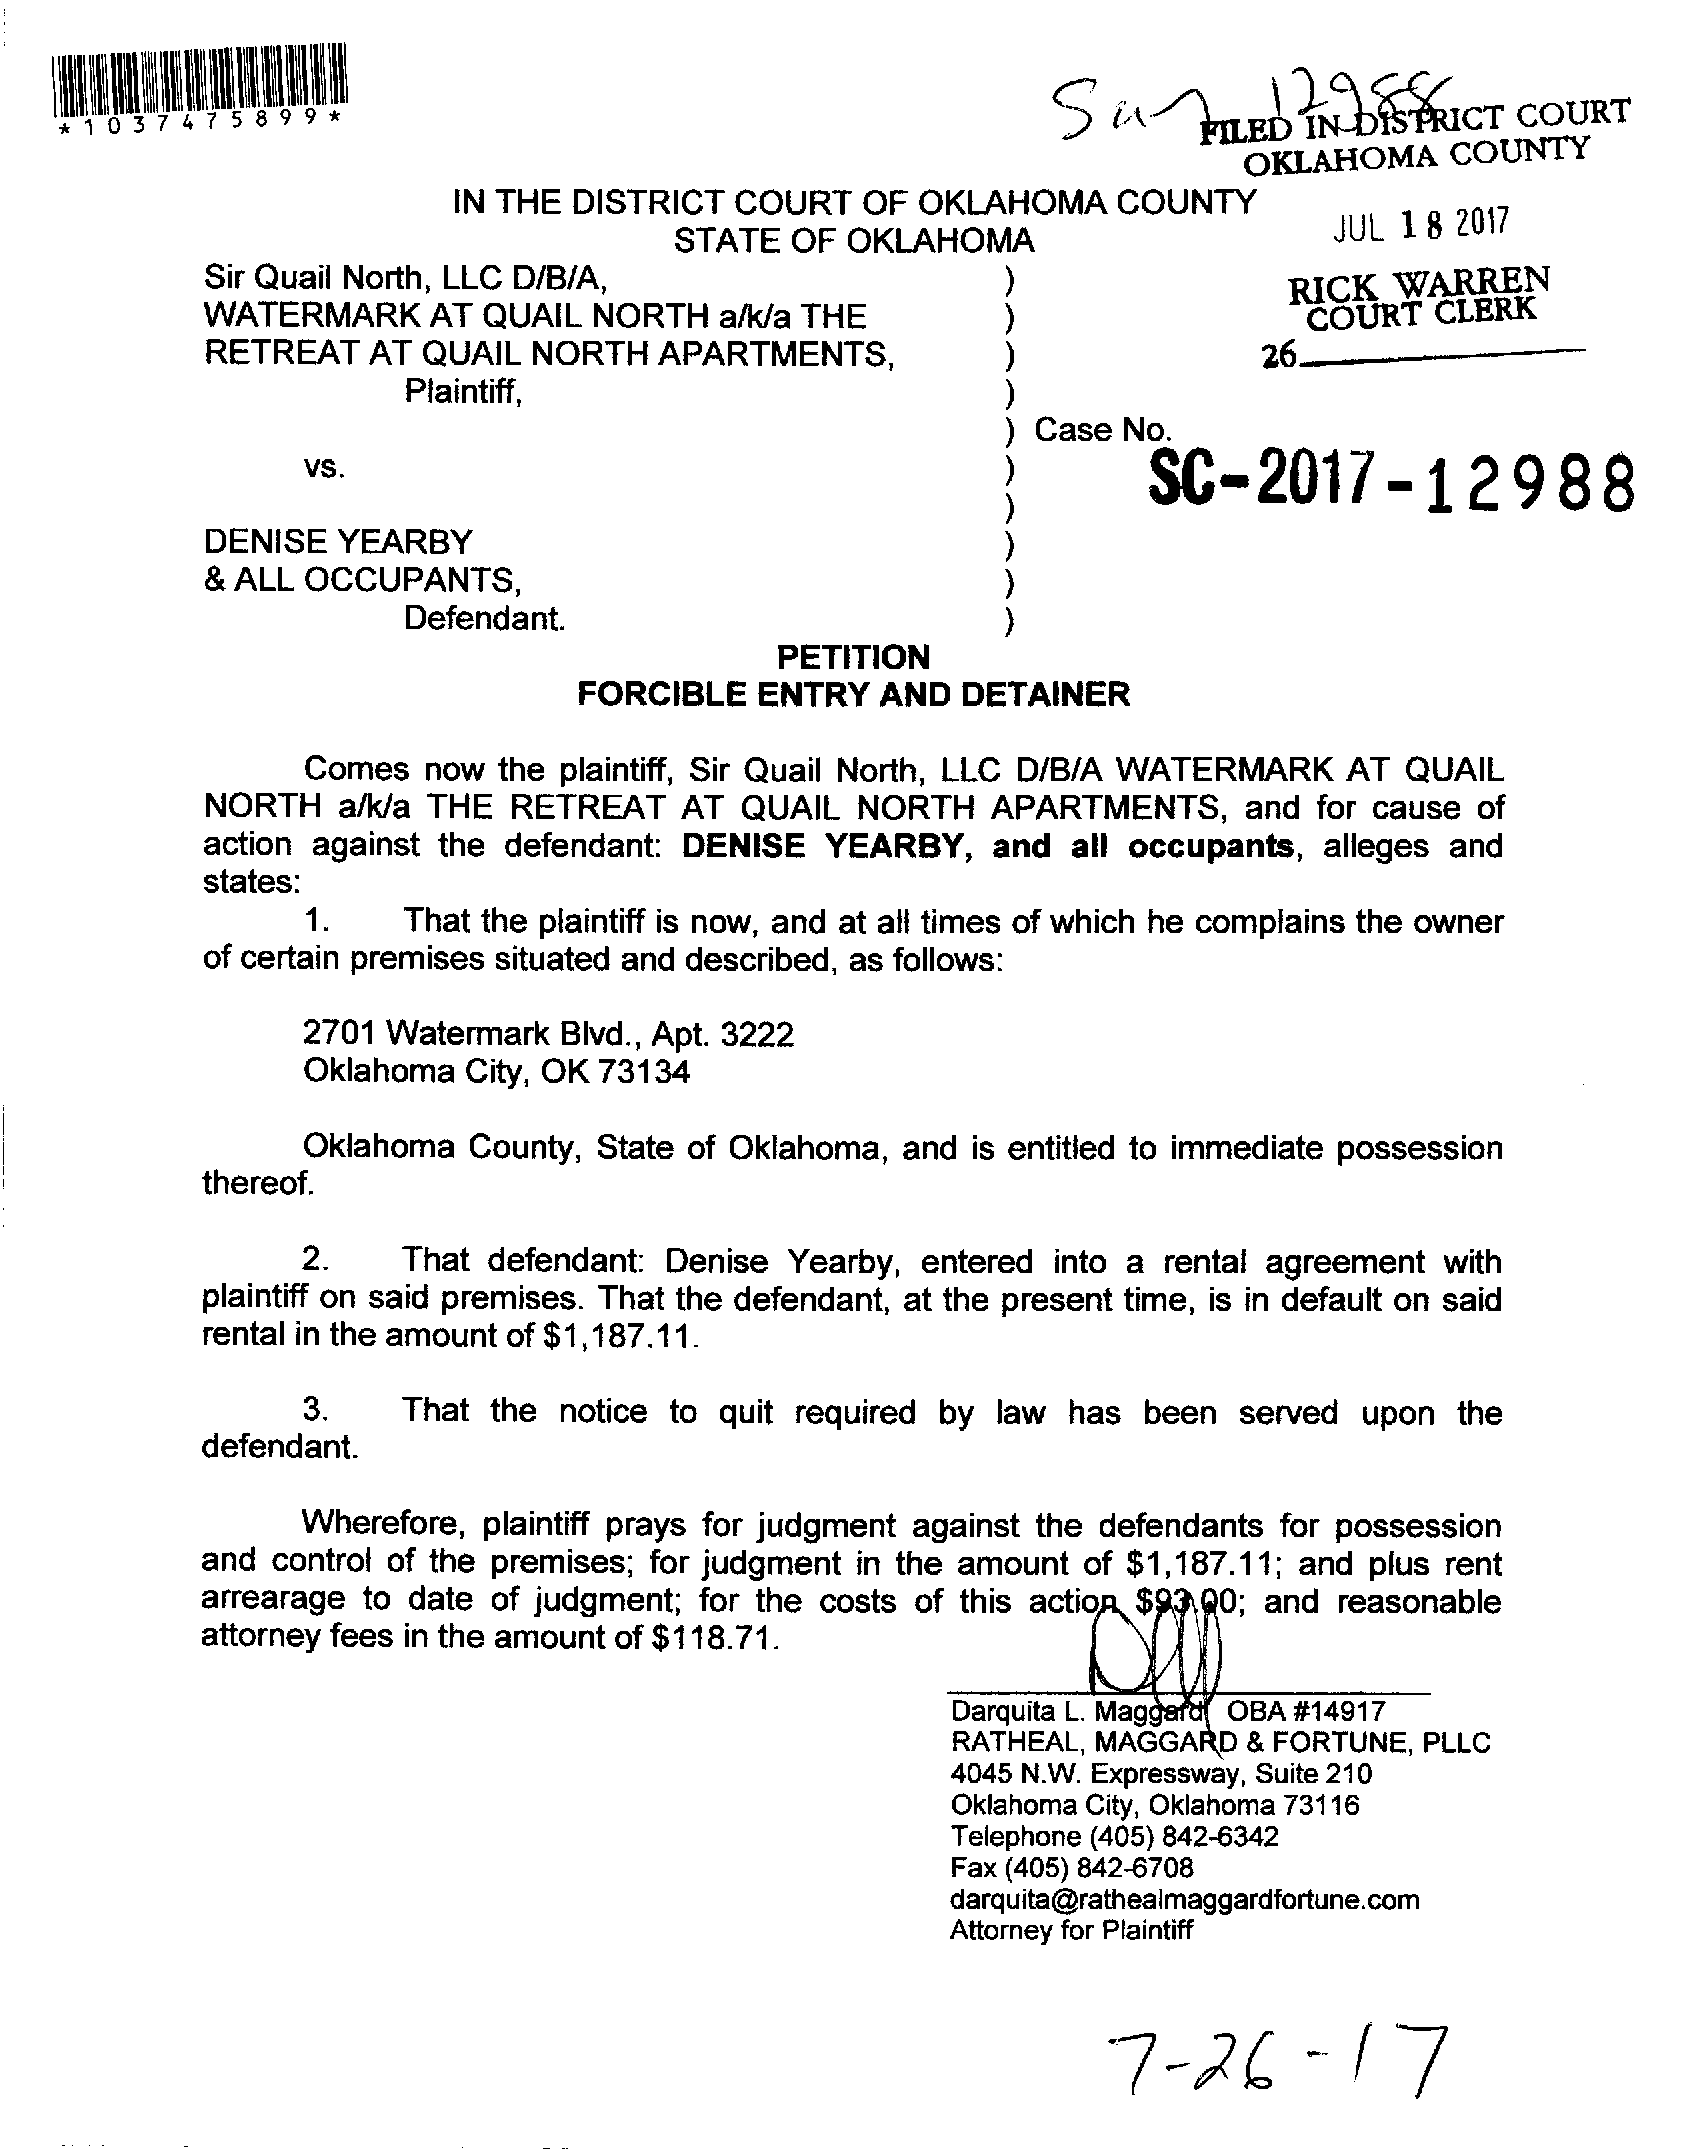 *1037475899*
12988
FILED IN DISTRICT COURT
OKLAHOMA COUNTY
IN THE DISTRICT COURT OF OKLAHOMA COUNTY
STATE OF OKLAHOMA
JUL 18 2017
Sir Quail North, LLC D/B/A, )
WATERMARK AT QUAIL NORTH a/k/a THE )
RETREAT AT QUAIL NORTH APARTMENTS, )
Plaintiff, )
RICK WARREN
COURT CLERK
26
) Case No.
vs. )
SC-2017-12988
)
DENISE YEARBY )
& ALL OCCUPANTS, )
Defendant. )
PETITION
FORCIBLE ENTRY AND DETAINER
Comes now the plaintiff, Sir Quail North, LLC D/B/A WATERMARK AT QUAIL
NORTH a/k/a THE RETREAT AT QUAIL NORTH APARTMENTS, and for cause of
action against the defendant: DENISE YEARBY, and all occupants, alleges and
states:
1. That the plaintiff is now, and at all times of which he complains the owner
of certain premises situated and described, as follows:
2701 Watermark Blvd., Apt. 3222
Oklahoma City, OK 73134
Oklahoma County, State of Oklahoma, and is entitled to immediate possession
thereof.
2. That defendant: Denise Yearby, entered into a rental agreement with
plaintiff on said premises. That the defendant, at the present time, is in default on said
rental in the amount of $1,187.11.
3. That the notice to quit required by law has been served upon the
defendant.
Wherefore, plaintiff prays for judgment against the defendants for possession
and control of the premises; for judgment in the amount of $1,187.11; and plus rent
arrearage to date of judgment; for the costs of this action $93.00; and reasonable
attorney fees in the amount of $118.71.
Darquita L. Maggard OBA #14917
RATHEAL, MAGGARD & FORTUNE, PLLC
4045 N.W. Expressway, Suite 210
Oklahoma City, Oklahoma 73116
Telephone (405) 842-6342
Fax (405) 842-6708
darquita@rathealmaggardfortune.com
Attorney for Plaintiff
7-26-17